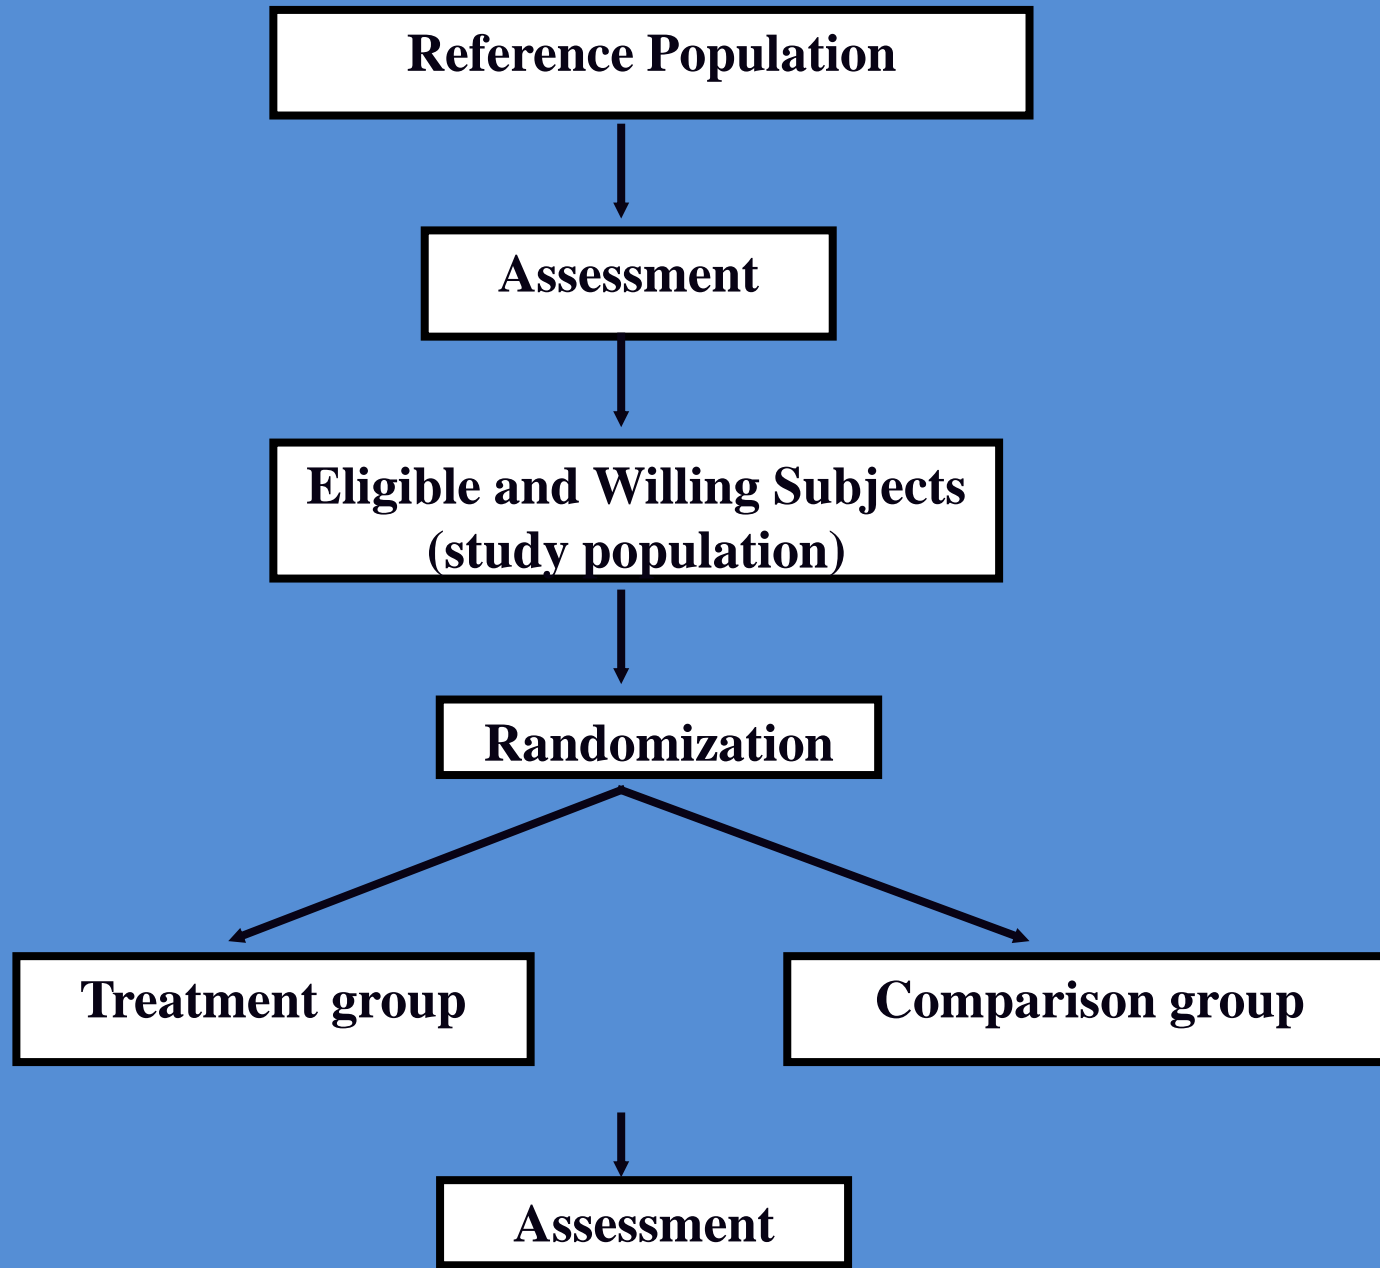 Reference Population
Assessment
Eligible and Willing Subjects
(study population)
Randomization
Treatment group
Comparison group
Assessment